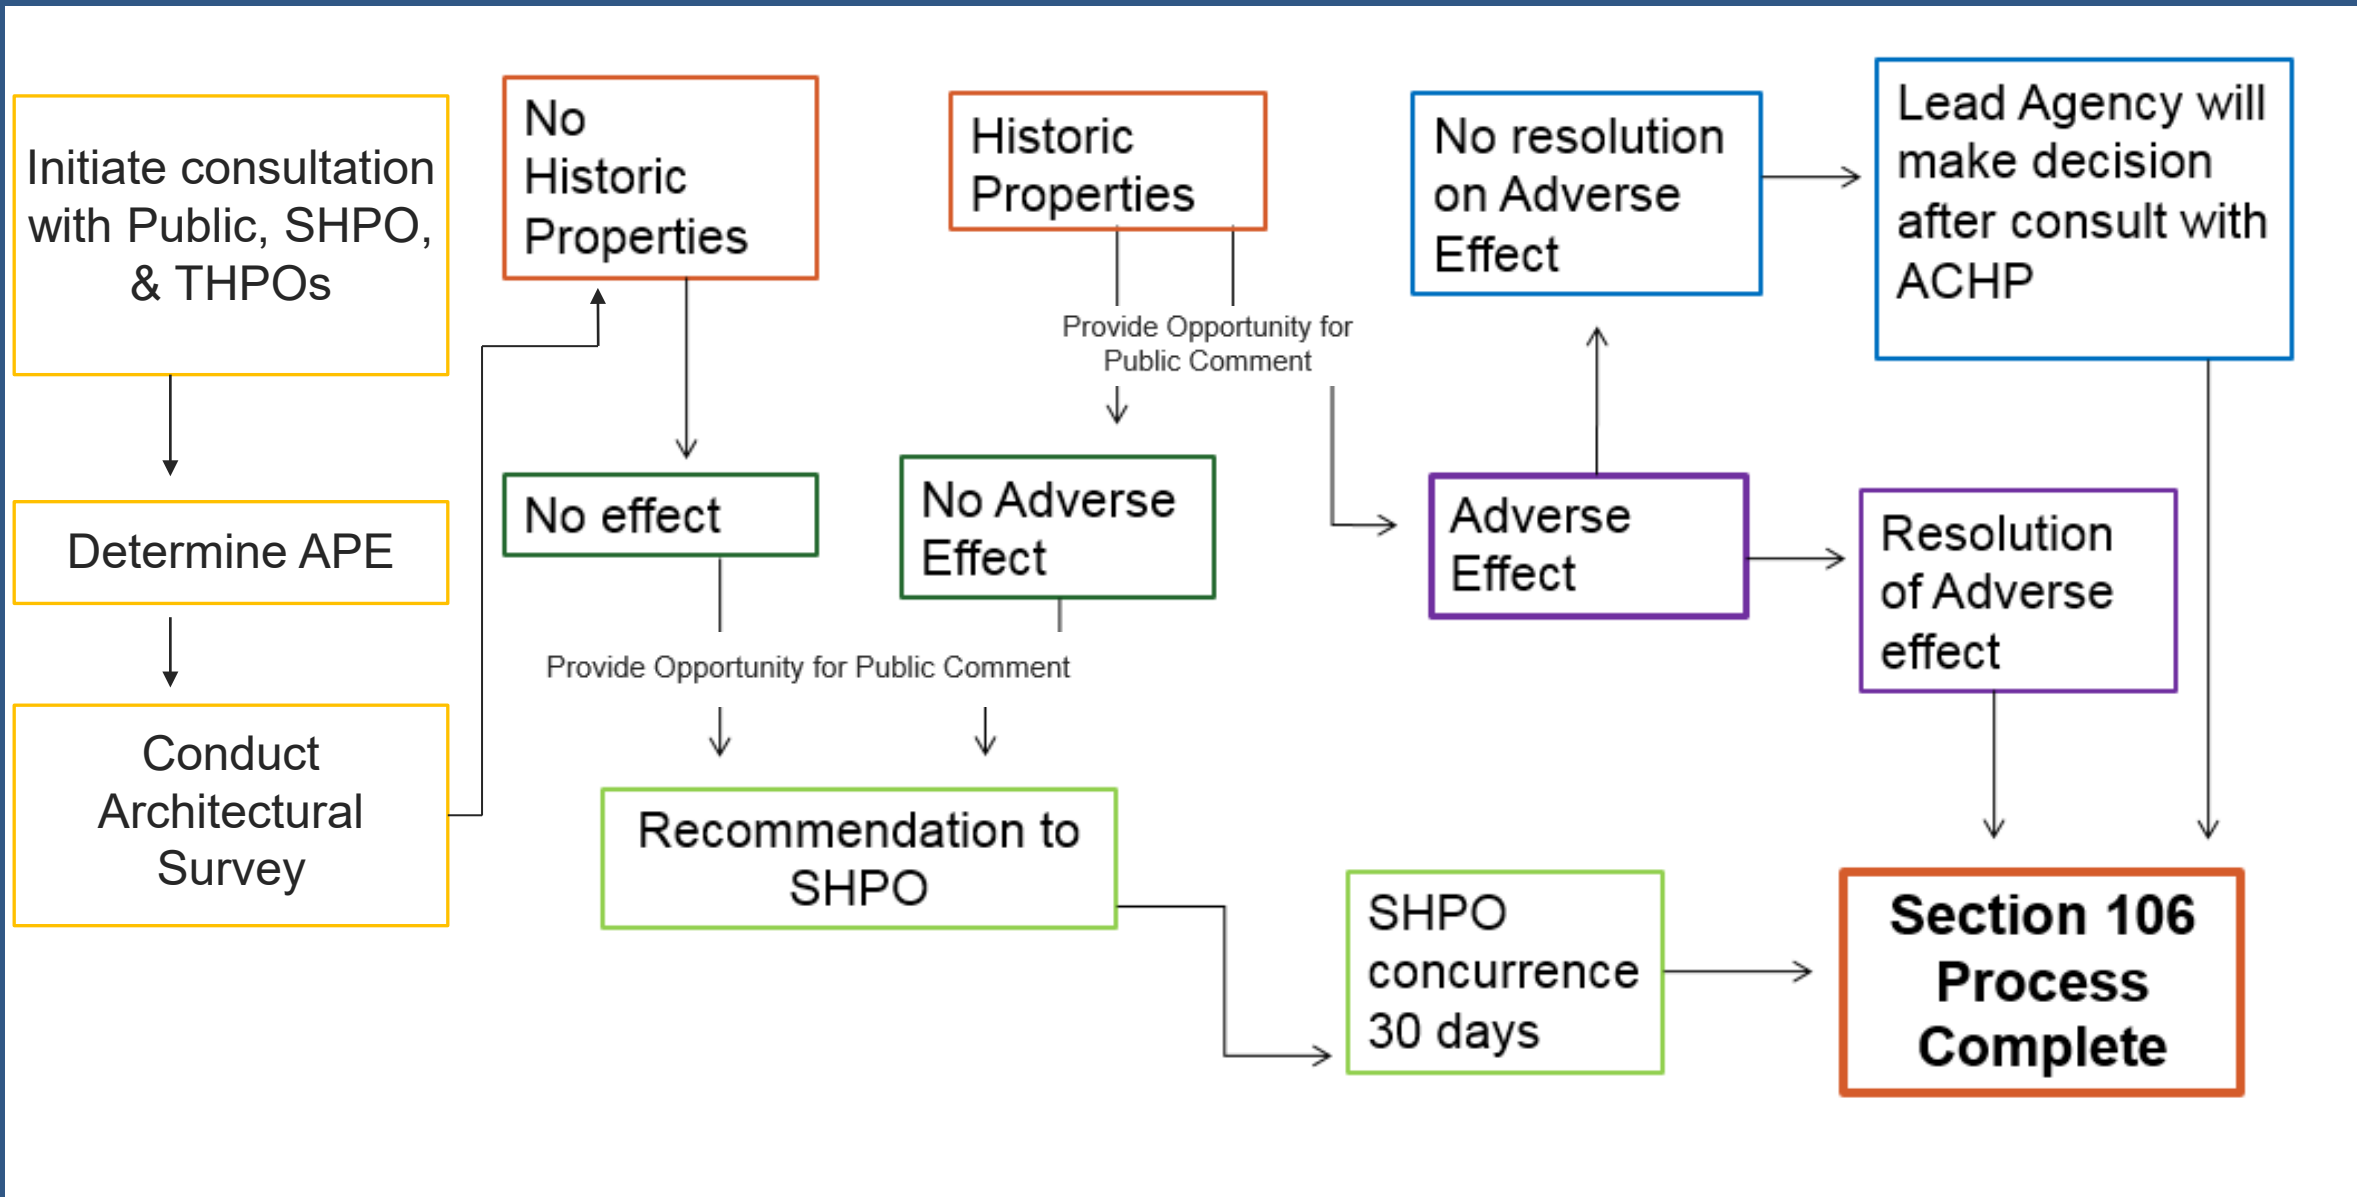 Initiate consultation
with Public, SHPO,
& THPOs
Determine APE
Conduct
Architectural
Survey
No
Historic
Properties
No effect
Historic
Properties
Provide Opportunity for
Public Comment
No Adverse
Effect
Provide Opportunity for Public Comment
Recommendation to
SHPO
No resolution
on Adverse
Effect
Lead Agency will
make decision
after consult with
ACHP
Adverse
Effect
Resolution
of Adverse
effect
SHPO
concurrence
30 days
Section 106
Process
Complete